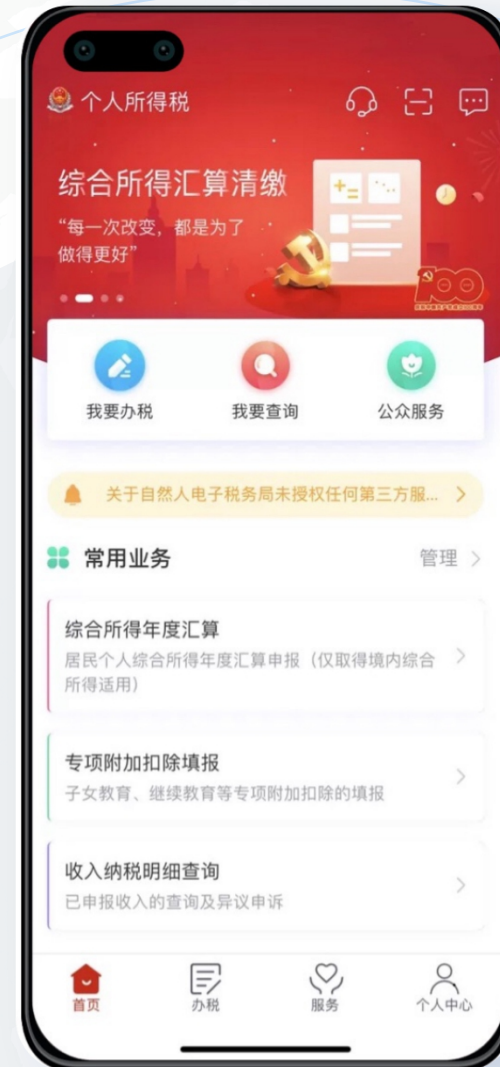 个人所得税
综合所得汇算清缴
“每一次改变，都是为了
做得更好”
100
我要办税
我要查询
公众服务
关于自然人电子税务局未授权任何第三方服...
常用业务
管理
综合所得年度汇算
居民个人综合所得年度汇算申报（仅取得境内综合
所得适用）
专项附加扣除填报
子女教育、继续教育等专项附加扣除的填报
收入纳税明细查询
已申报收入的查询及异议申诉
首页
办税
服务
个人中心